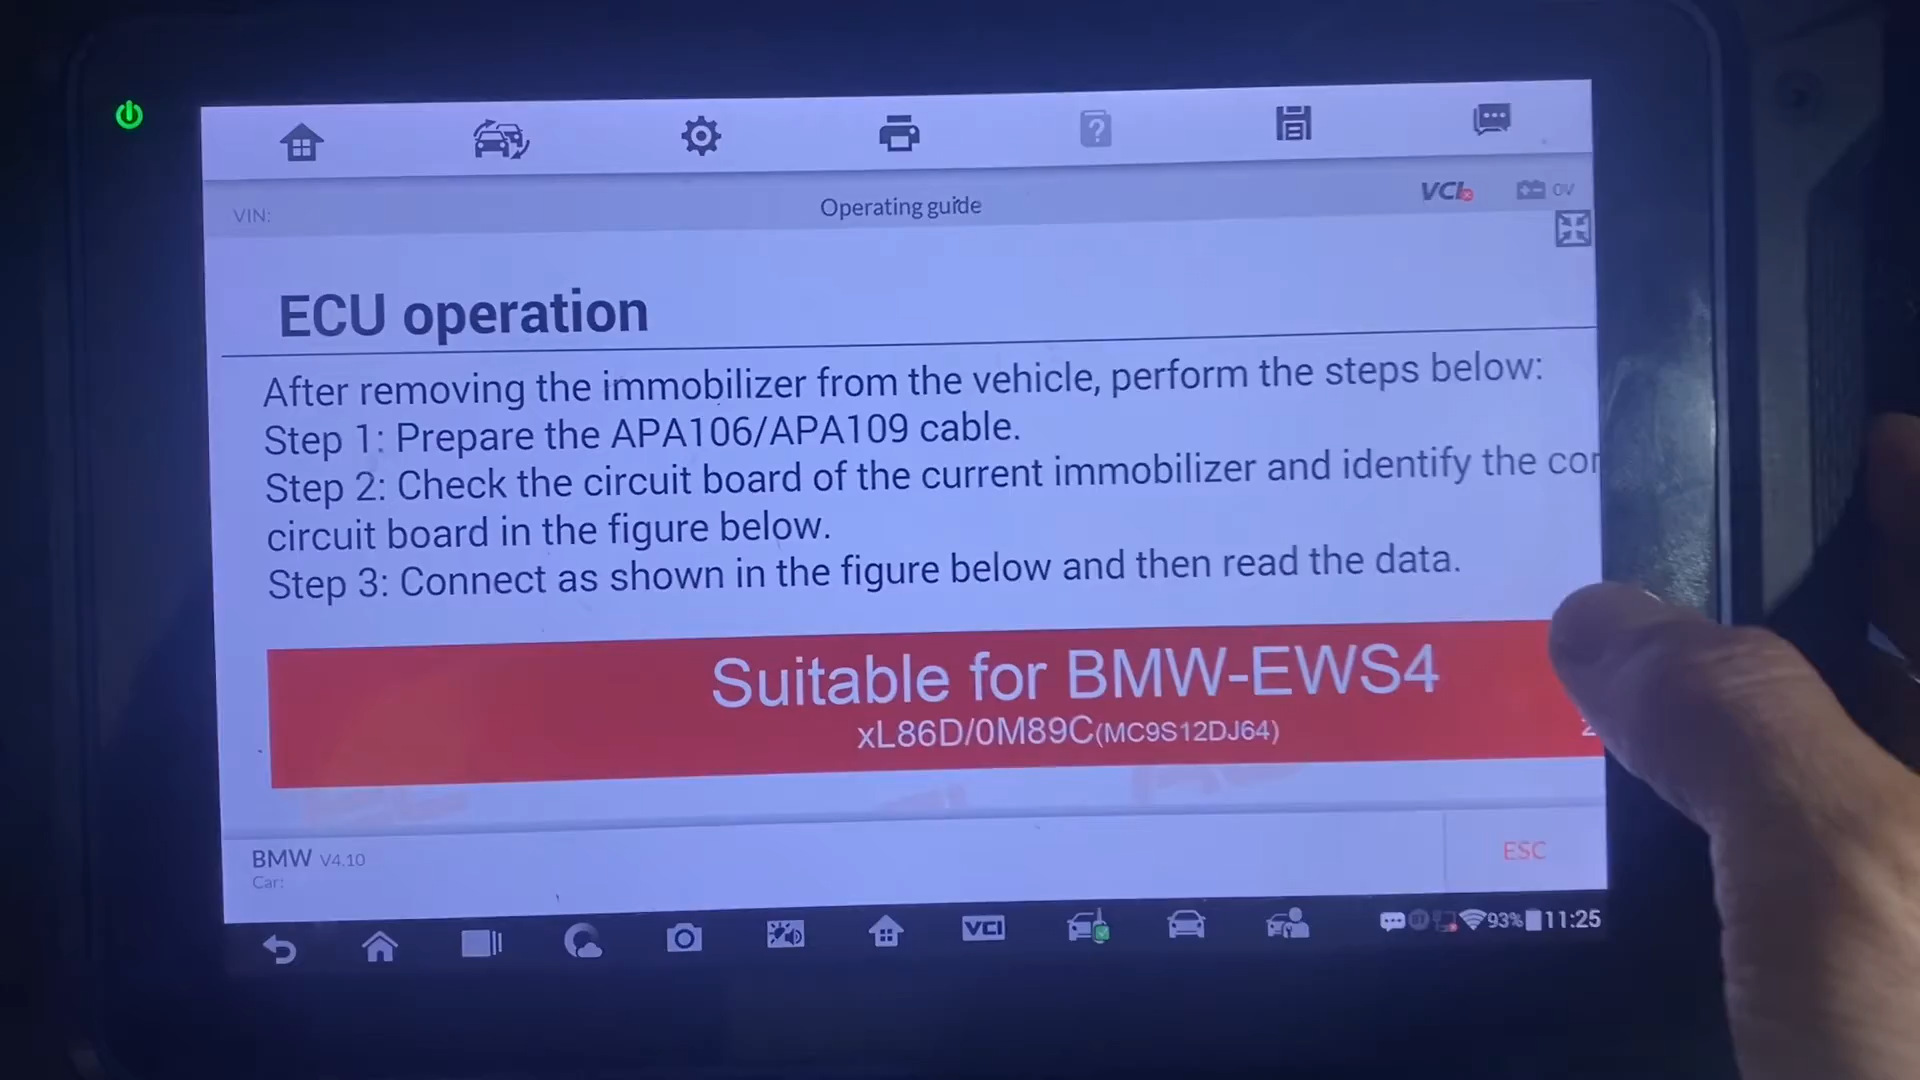 VIN:
Operating guide
VCI
0V
ECU operation
After removing the immobilizer from the vehicle, perform the steps below:
Step 1: Prepare the APA106/APA109 cable.
Step 2: Check the circuit board of the current immobilizer and identify the cor
circuit board in the figure below.
Step 3: Connect as shown in the figure below and then read the data.
Suitable for BMW-EWS4
xL86D/0M89C(MC9S12DJ64)
2
BMW V4.10
Car:
ESC
VCI
93%
11:25